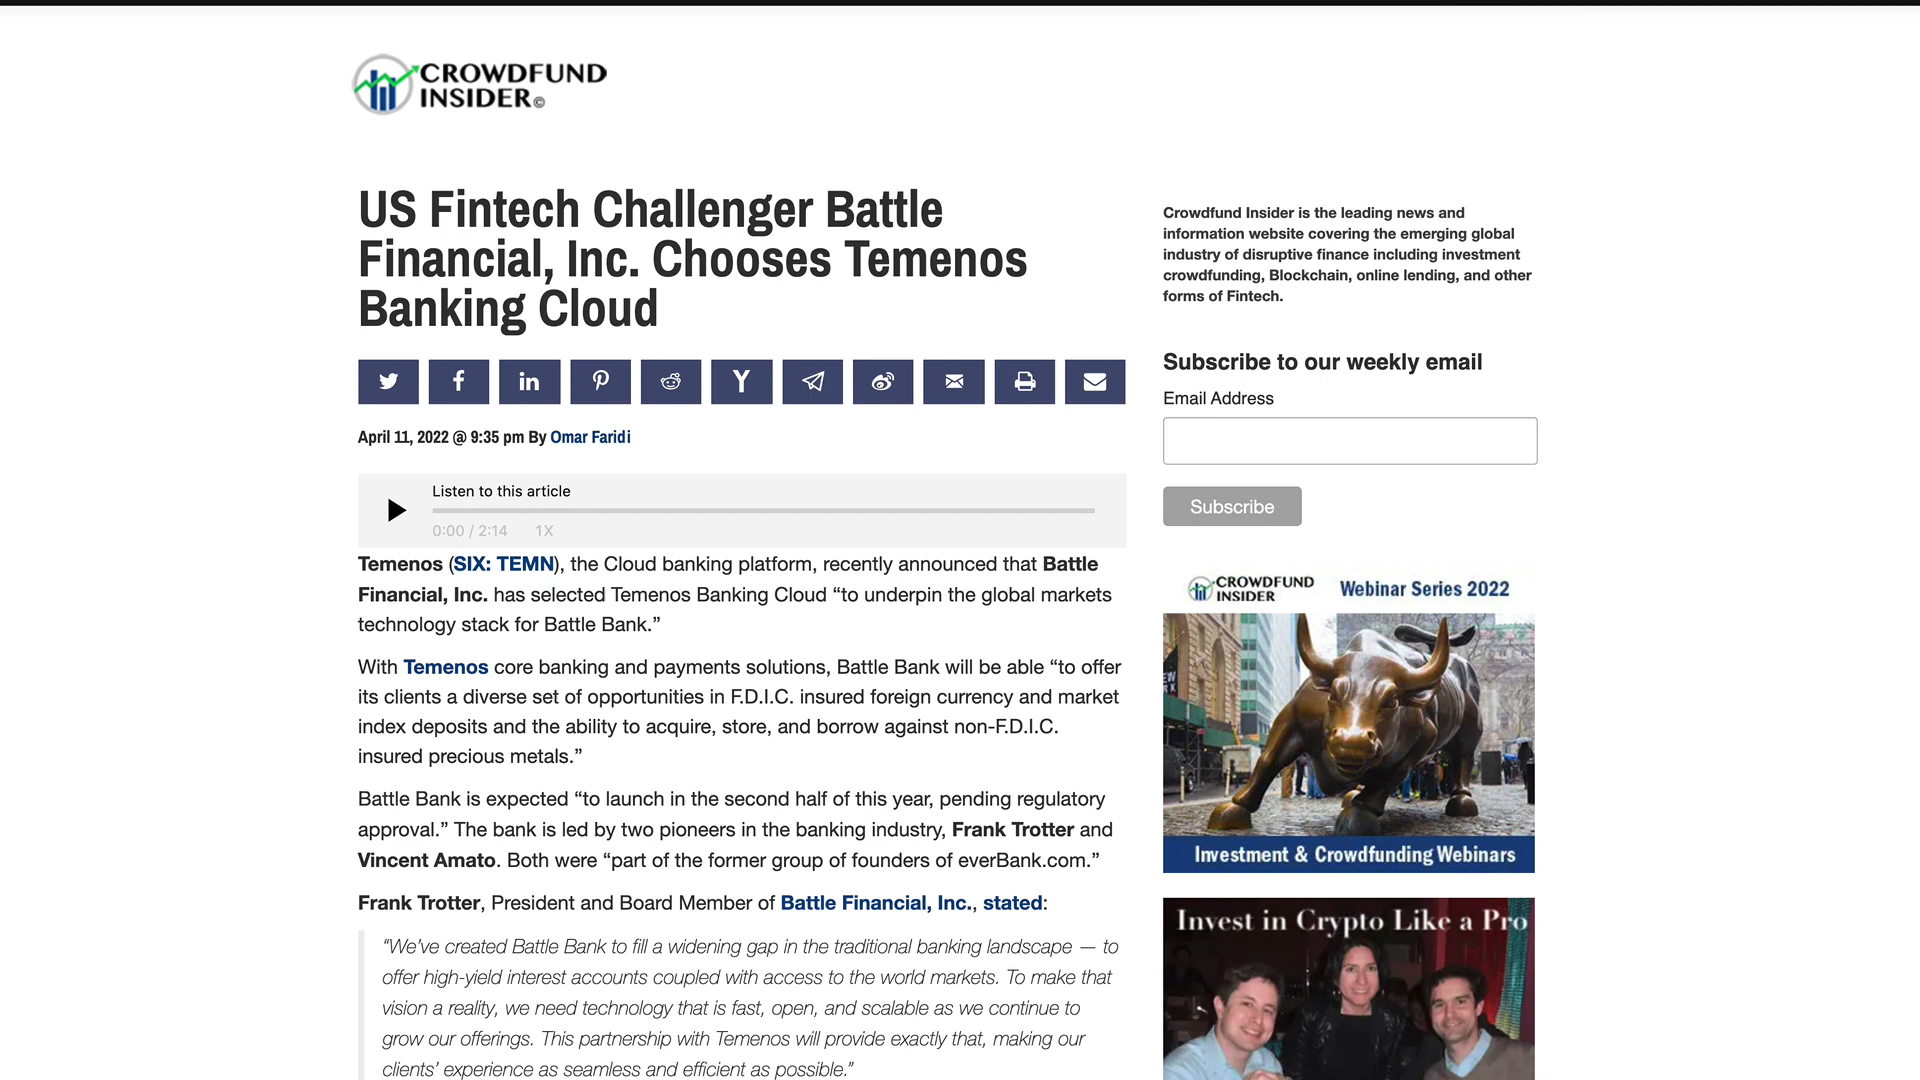 CROWDFUND
INSIDER©
US Fintech Challenger Battle
Financial, Inc. Chooses Temenos
Banking Cloud
April 11, 2022 @ 9:35 pm By Omar Faridi
Listen to this article
0:00 / 2:14 1X
Temenos (SIX: TEMN), the Cloud banking platform, recently announced that Battle
Financial, Inc. has selected Temenos Banking Cloud “to underpin the global markets
technology stack for Battle Bank.”
With Temenos core banking and payments solutions, Battle Bank will be able “to offer
its clients a diverse set of opportunities in F.D.I.C. insured foreign currency and market
index deposits and the ability to acquire, store, and borrow against non-F.D.I.C.
insured precious metals.”
Battle Bank is expected “to launch in the second half of this year, pending regulatory
approval.” The bank is led by two pioneers in the banking industry, Frank Trotter and
Vincent Amato. Both were “part of the former group of founders of everBank.com.”
Frank Trotter, President and Board Member of Battle Financial, Inc., stated:
“We’ve created Battle Bank to fill a widening gap in the traditional banking landscape — to
offer high-yield interest accounts coupled with access to the world markets. To make that
vision a reality, we need technology that is fast, open, and scalable as we continue to
grow our offerings. This partnership with Temenos will provide exactly that, making our
clients’ experience as seamless and efficient as possible.”
Crowdfund Insider is the leading news and
information website covering the emerging global
industry of disruptive finance including investment
crowdfunding, Blockchain, online lending, and other
forms of Fintech.
Subscribe to our weekly email
Email Address
Subscribe
CROWDFUND
INSIDER
Webinar Series 2022
Investment & Crowdfunding Webinars
Invest in Crypto Like a Pro